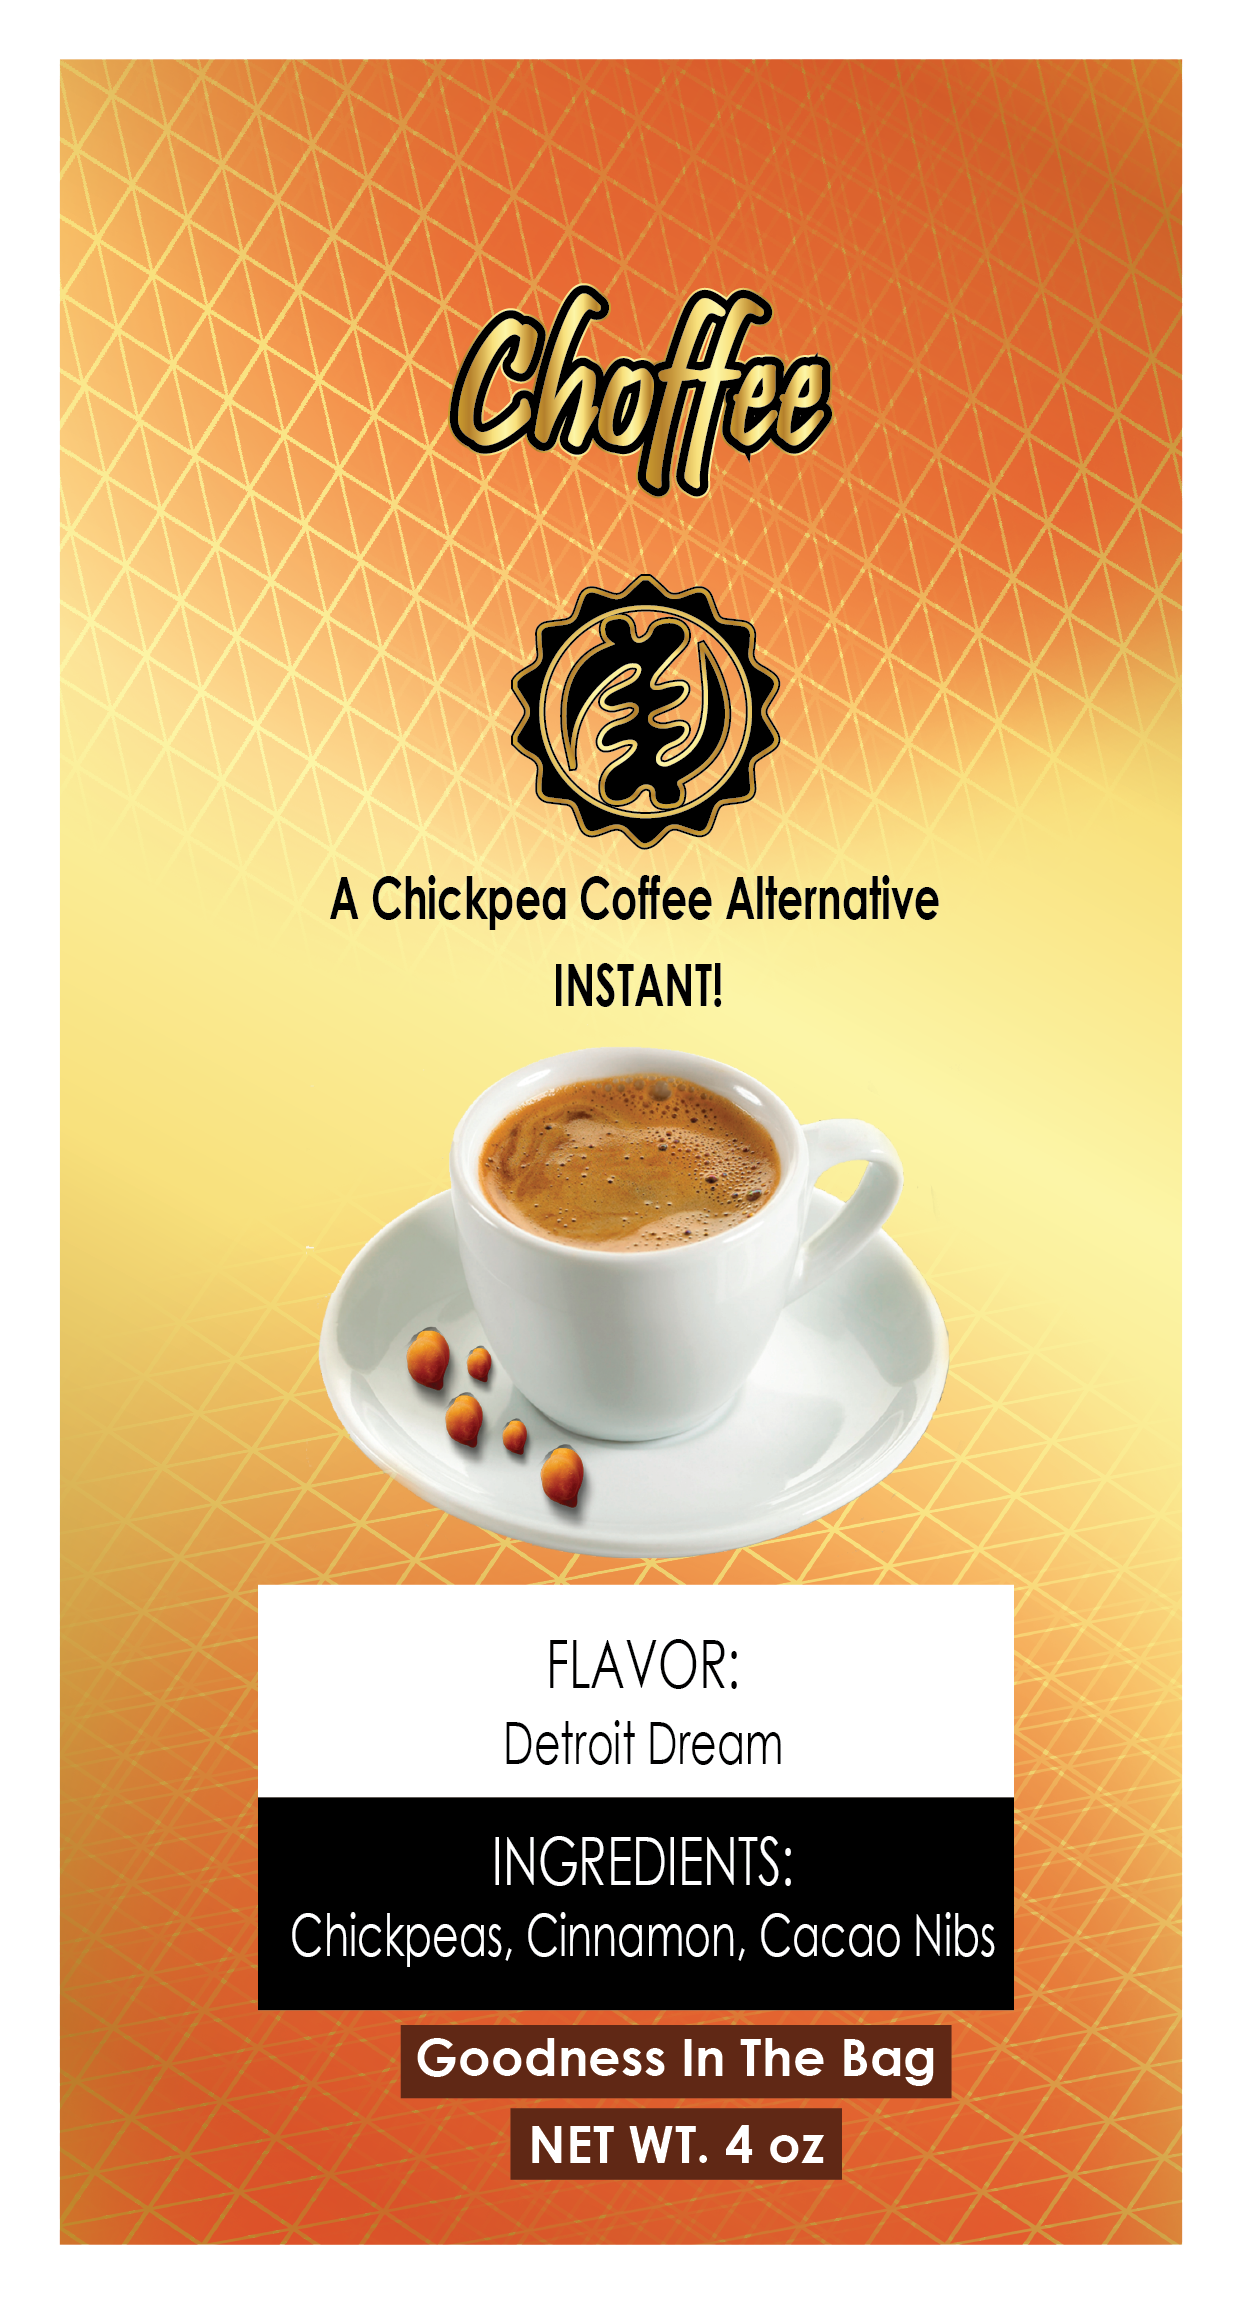 Choffee
A Chickpea Coffee Alternative
INSTANT!
FLAVOR:
Detroit Dream
INGREDIENTS:
Chickpeas, Cinnamon, Cacao Nibs
Goodness In The Bag
NET WT. 4 oz